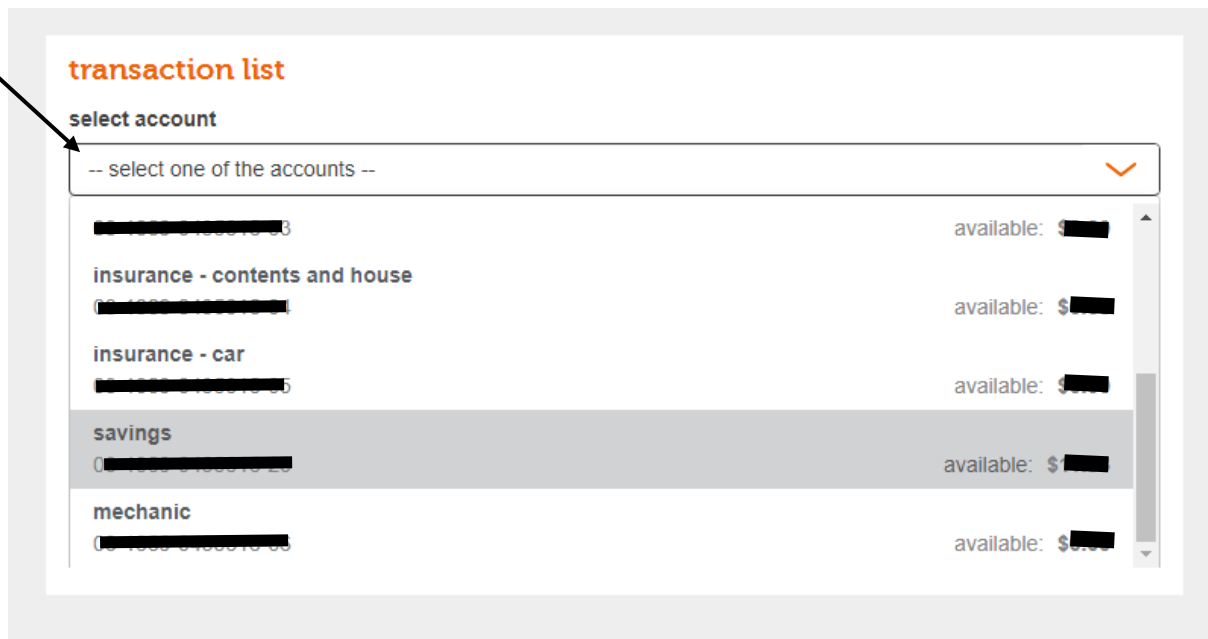 transaction list
select account
-- select one of the accounts --
available: $
insurance - contents and house
available: $
insurance - car
available: $
savings
available: $
mechanic
available: $